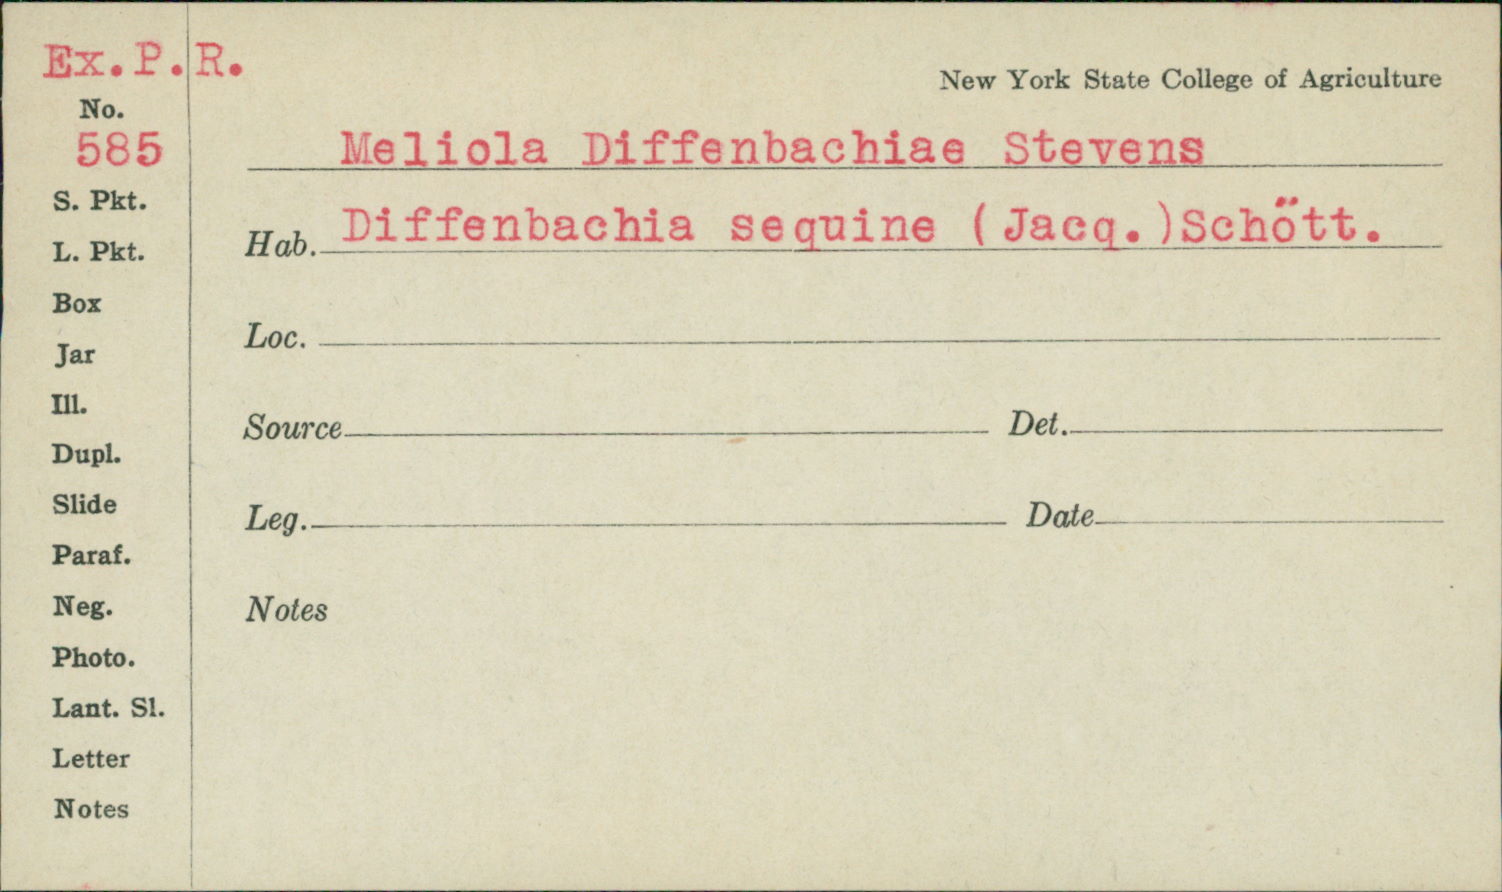 Ex.P.R.
New York State College of Agriculture
No.
585
Meliola Diffenbachiae Stevens
S. Pkt.
Hab. Diffenbachia sequine (Jacq.)Schött.
L. Pkt.
Box
Loc.
Jar
Ill.
Source Det.
Dupl.
Slide
Leg. Date
Paraf.
Neg.
Notes
Photo.
Lant. Sl.
Letter
Notes